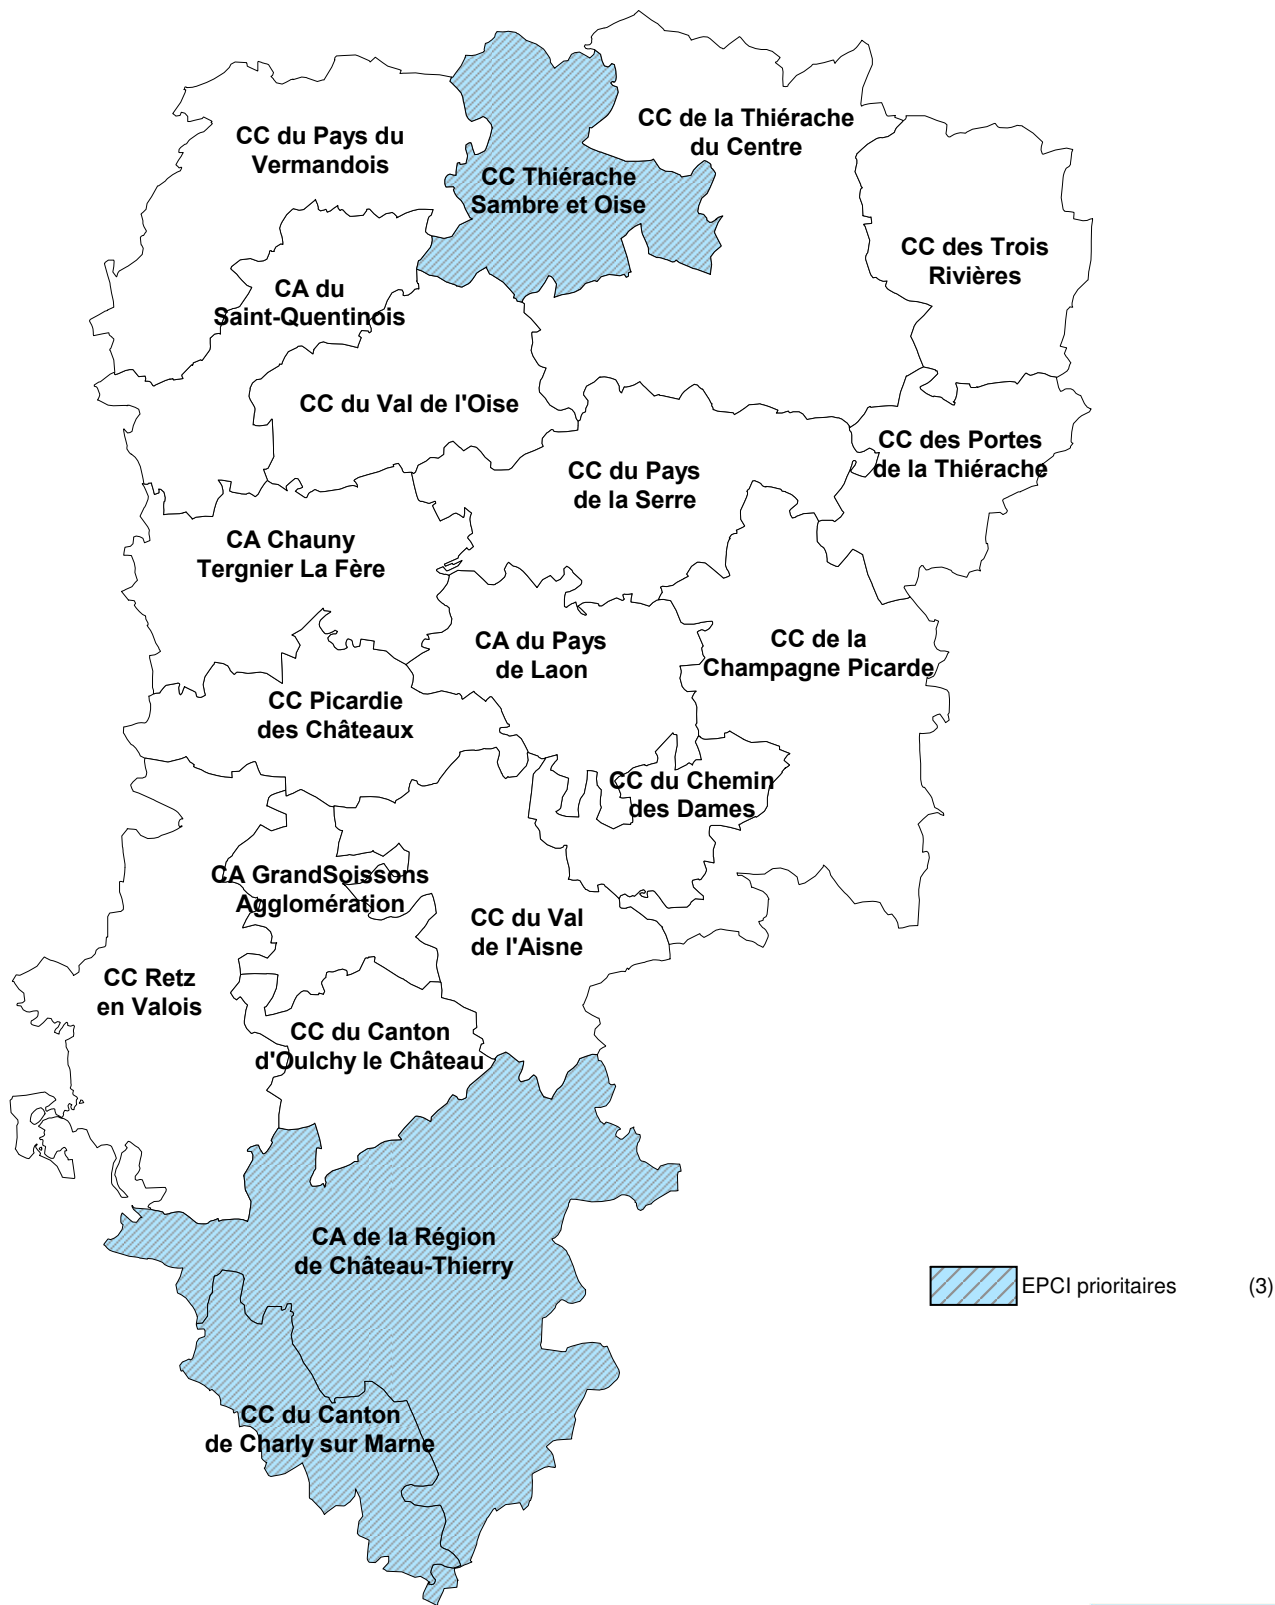 CC du Pays du
Vermandois
CC de la Thiérache
du Centre
CC Thiérache
Sambre et Oise
CC des Trois
Rivières
CA du
Saint-Quentinois
CC du Val de l'Oise
CC des Portes
de la Thiérache
CC du Pays
de la Serre
CA Chauny
Tergnier La Fère
CA du Pays
de Laon
CC de la
Champagne Picarde
CC Picardie
des Châteaux
CC du Chemin
des Dames
CA GrandSoissons
Agglomération
CC du Val
de l'Aisne
CC Retz
en Valois
CC du Canton
d'Oulchy le Château
CA de la Région
de Château-Thierry
EPCI prioritaires (3)
CC du Canton
de Charly sur Marne